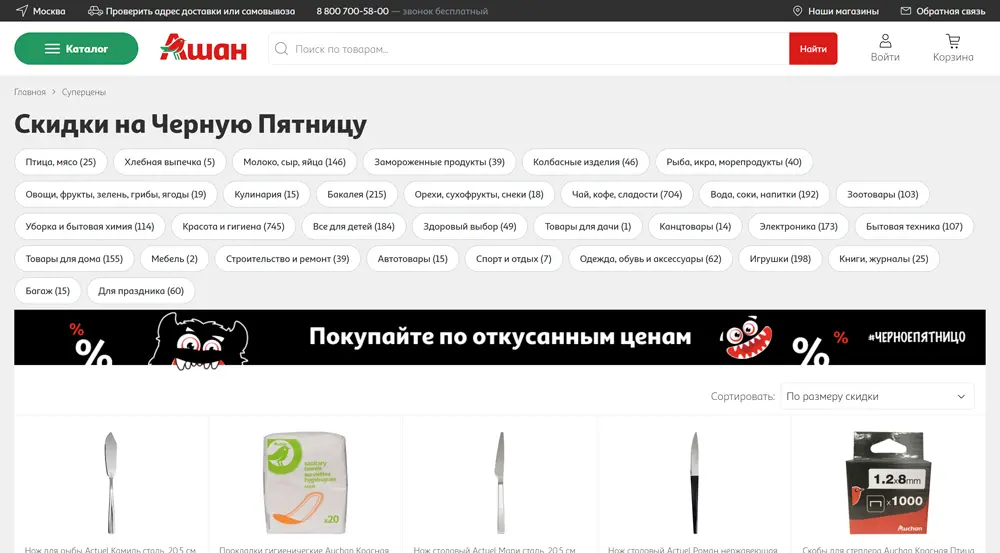 Москва Проверить адрес доставки или самовывоза 8 800 700-58-00 — звонок бесплатный Наши магазины Обратная связь
Каталог Ашан Поиск по товарам... Найти Войти Корзина
Главная > Суперцены
Скидки на Черную Пятницу
Птица, мясо (25) Хлебная выпечка (5) Молоко, сыр, яйца (146) Замороженные продукты (39) Колбасные изделия (46) Рыба, икра, морепродукты (40)
Овощи, фрукты, зелень, грибы, ягоды (19) Кулинария (15) Бакалея (215) Орехи, сухофрукты, снеки (18) Чай, кофе, сладости (704) Вода, соки, напитки (192) Зоотовары (103)
Уборка и бытовая химия (114) Красота и гигиена (745) Все для детей (184) Здоровый выбор (49) Товары для дачи (1) Канцтовары (14) Электроника (173) Бытовая техника (107)
Товары для дома (155) Мебель (2) Строительство и ремонт (39) Автотовары (15) Спорт и отдых (7) Одежда, обувь и аксессуары (62) Игрушки (198) Книги, журналы (25)
Багаж (15) Для праздника (60)
% % Покупайте по откусанным ценам % % #ЧЕРНОЕПЯТНИЦО
Сортировать: По размеру скидки
sanitary
towels
serviettes
hygiéniques
x20
1.2x8mm
x1000
Auchan
Нож для рыбы Actuel Камиль сталь, 20,5 см Прокладки гигиенические Auchan Красная Нож столовый Actuel Мари сталь, 20,5 см Нож столовый Actuel Роман нержавеющая Скобы для степлера Auchan Красная Птица